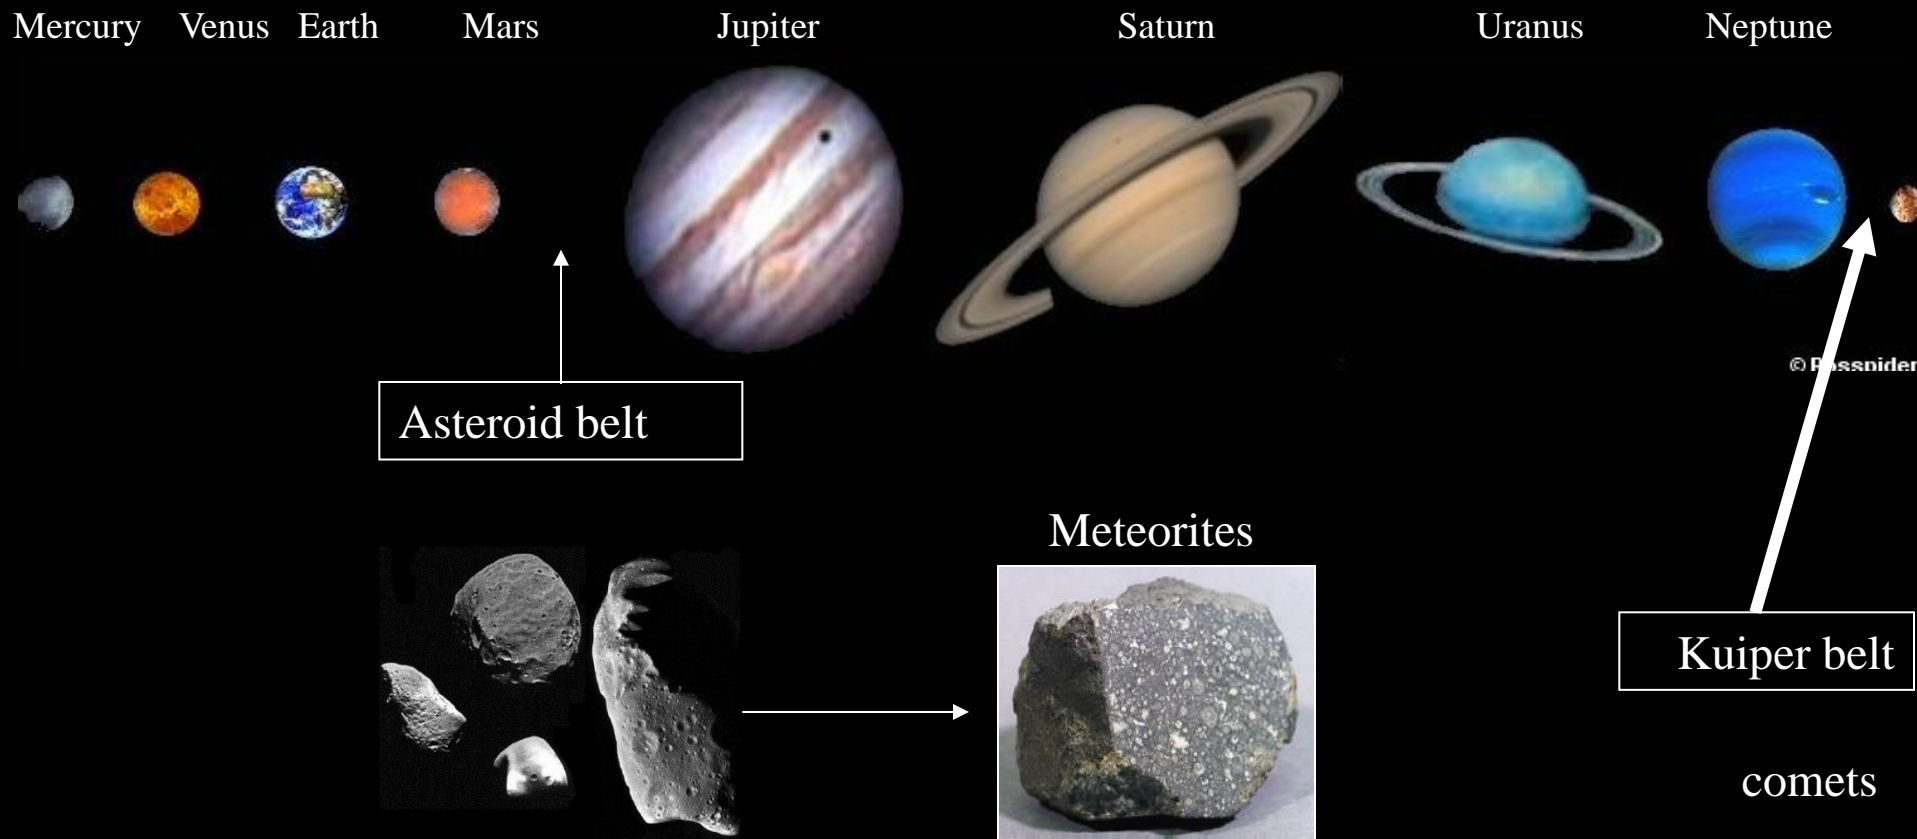 Mercury Venus Earth Mars Jupiter Saturn Uranus Neptune
©
Asteroid belt
Meteorites
Kuiper belt
comets